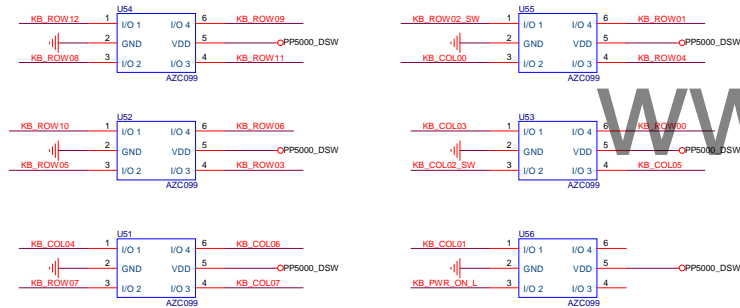 U54
KB_ROW12 1 I/O 1 I/O 4 6 KB_ROW09
2 GND VDD 5 PP5000_DSW
KB_ROW08 3 I/O 2 I/O 3 4 KB_ROW11
AZC099
U55
KB_ROW02_SW 1 I/O 1 I/O 4 6 KB_ROW01
2 GND VDD 5 PP5000_DSW
KB_COL00 3 I/O 2 I/O 3 4 KB_ROW04
AZC099
U52
KB_ROW10 1 I/O 1 I/O 4 6 KB_ROW06
2 GND VDD 5 PP5000_DSW
KB_ROW05 3 I/O 2 I/O 3 4 KB_ROW03
AZC099
U53
KB_COL03 1 I/O 1 I/O 4 6 KB_ROW00
2 GND VDD 5 PP5000_DSW
KB_COL02_SW 3 I/O 2 I/O 3 4 KB_COL05
AZC099
WW
U51
KB_COL04 1 I/O 1 I/O 4 6 KB_COL06
2 GND VDD 5 PP5000_DSW
KB_ROW07 3 I/O 2 I/O 3 4 KB_COL07
AZC099
U56
KB_COL01 1 I/O 1 I/O 4 6
2 GND VDD 5 PP5000_DSW
KB_PWR_ON_L 3 I/O 2 I/O 3 4
AZC099